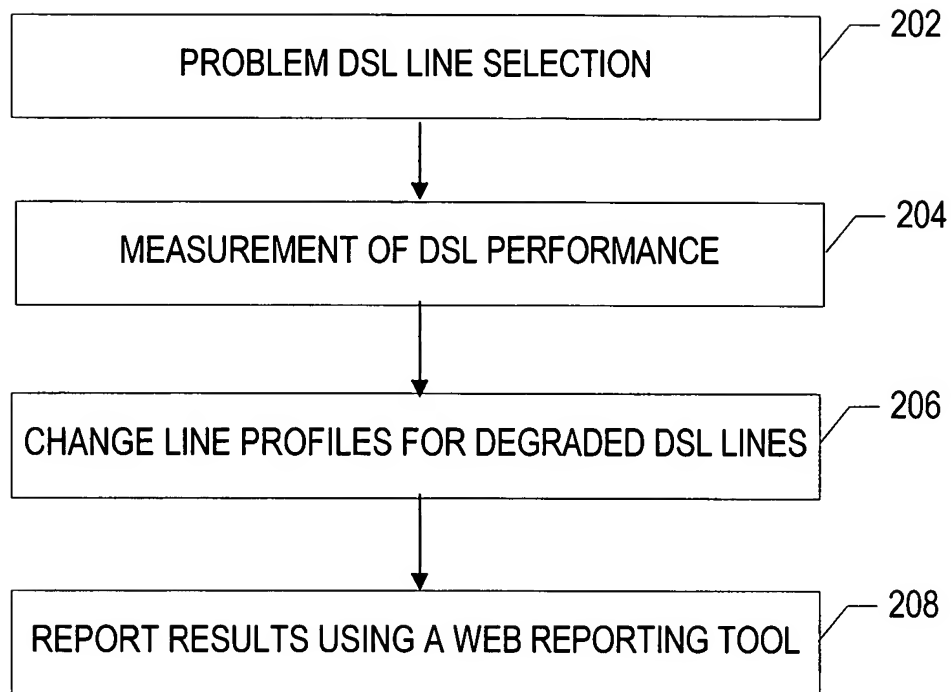 202
PROBLEM DSL LINE SELECTION
204
MEASUREMENT OF DSL PERFORMANCE
206
CHANGE LINE PROFILES FOR DEGRADED DSL LINES
208
REPORT RESULTS USING A WEB REPORTING TOOL